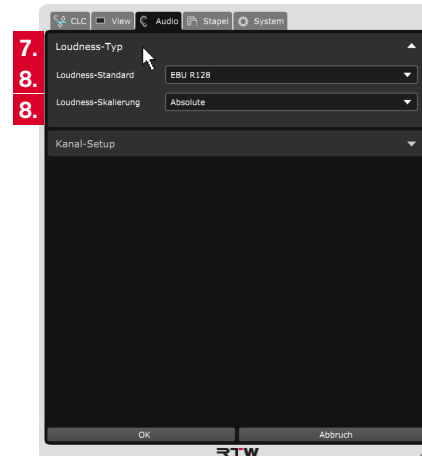 CLC View Audio Stapel System
7. Loudness-Typ
8. Loudness-Standard EBU R128
8. Loudness-Skalierung Absolute
Kanal-Setup
OK Abbruch
RTW